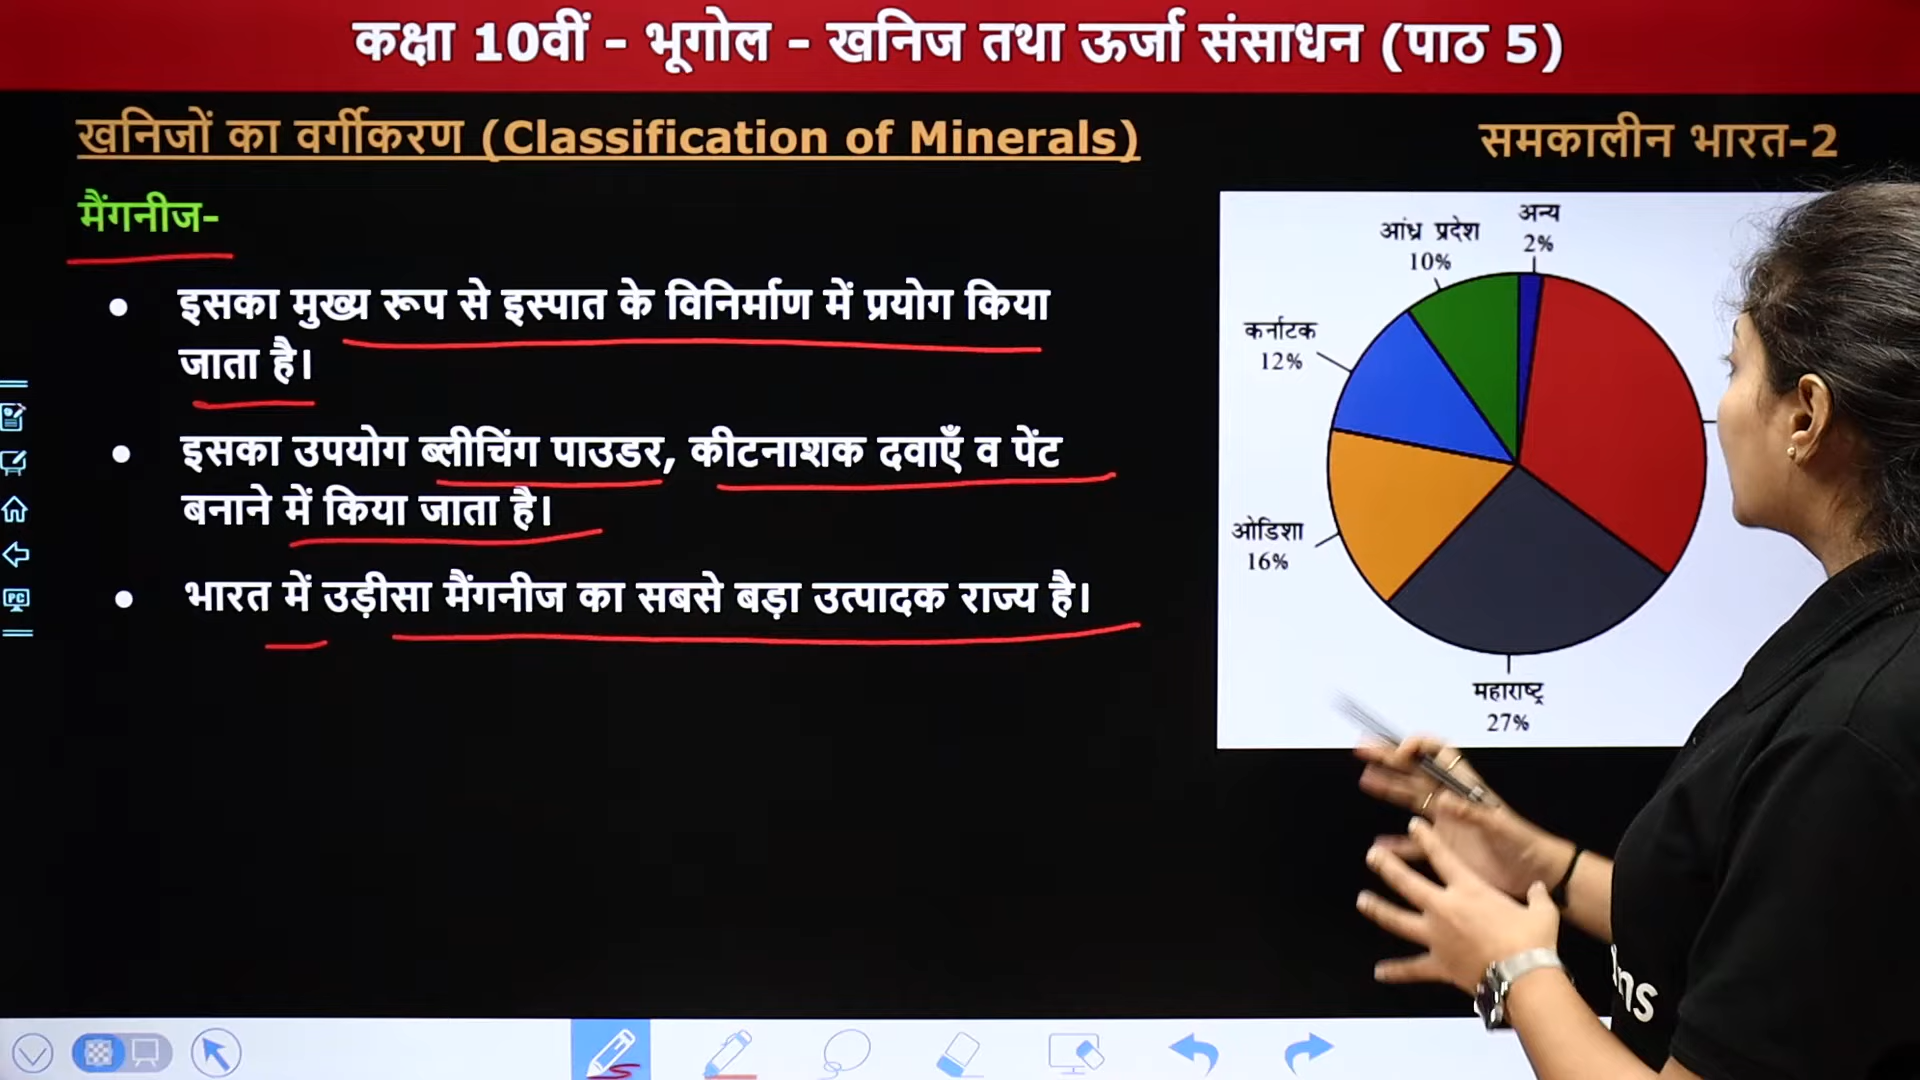 कक्षा 10वीं - भूगोल - खनिज तथा ऊर्जा संसाधन (पाठ 5)
खनिजों का वर्गीकरण (Classification of Minerals)
समकालीन भारत-2
मैंगनीज-
इसका मुख्य रूप से इस्पात के विनिर्माण में प्रयोग किया
जाता है।
इसका उपयोग ब्लीचिंग पाउडर, कीटनाशक दवाएँ व पेंट
बनाने में किया जाता है।
भारत में उड़ीसा मैंगनीज का सबसे बड़ा उत्पादक राज्य है।
अन्य
2%
आंध्र प्रदेश
10%
कर्नाटक
12%
ओडिशा
16%
महाराष्ट्र
27%
PC